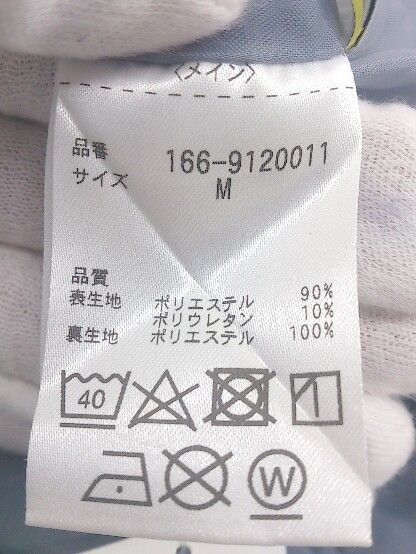 〈メイン〉
品番 166-9120011
サイズ M
品質
表生地 ポリエステル 90%
ポリウレタン 10%
裏生地 ポリエステル 100%
40
W